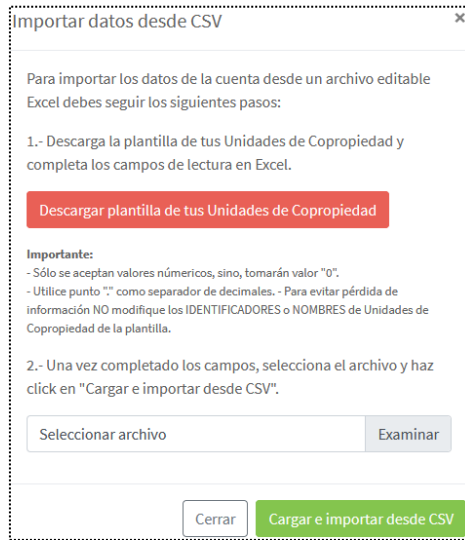 Importar datos desde CSV ×
Para importar los datos de la cuenta desde un archivo editable
Excel debes seguir los siguientes pasos:
1.- Descarga la plantilla de tus Unidades de Copropiedad y
completa los campos de lectura en Excel.
Descargar plantilla de tus Unidades de Copropiedad
Importante:
- Sólo se aceptan valores númericos, sino, tomarán valor "0".
- Utilice punto "." como separador de decimales. - Para evitar pérdida de
información NO modifique los IDENTIFICADORES o NOMBRES de Unidades de
Copropiedad de la plantilla.
2.- Una vez completado los campos, selecciona el archivo y haz
click en "Cargar e importar desde CSV".
Seleccionar archivo Examinar
Cerrar Cargar e importar desde CSV